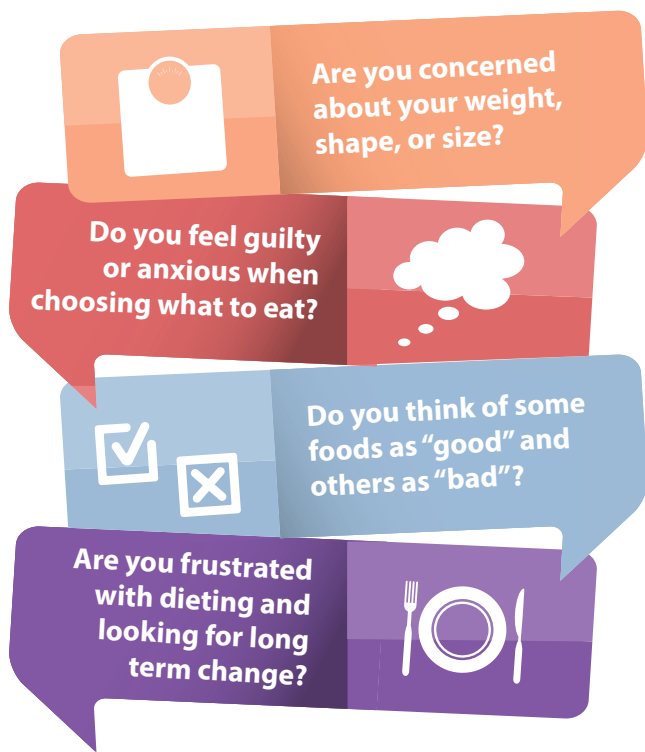 Are you concerned
about your weight,
shape, or size?
Do you feel guilty
or anxious when
choosing what to eat?
Do you think of some
foods as “good” and
others as “bad”?
Are you frustrated
with dieting and
looking for long
term change?